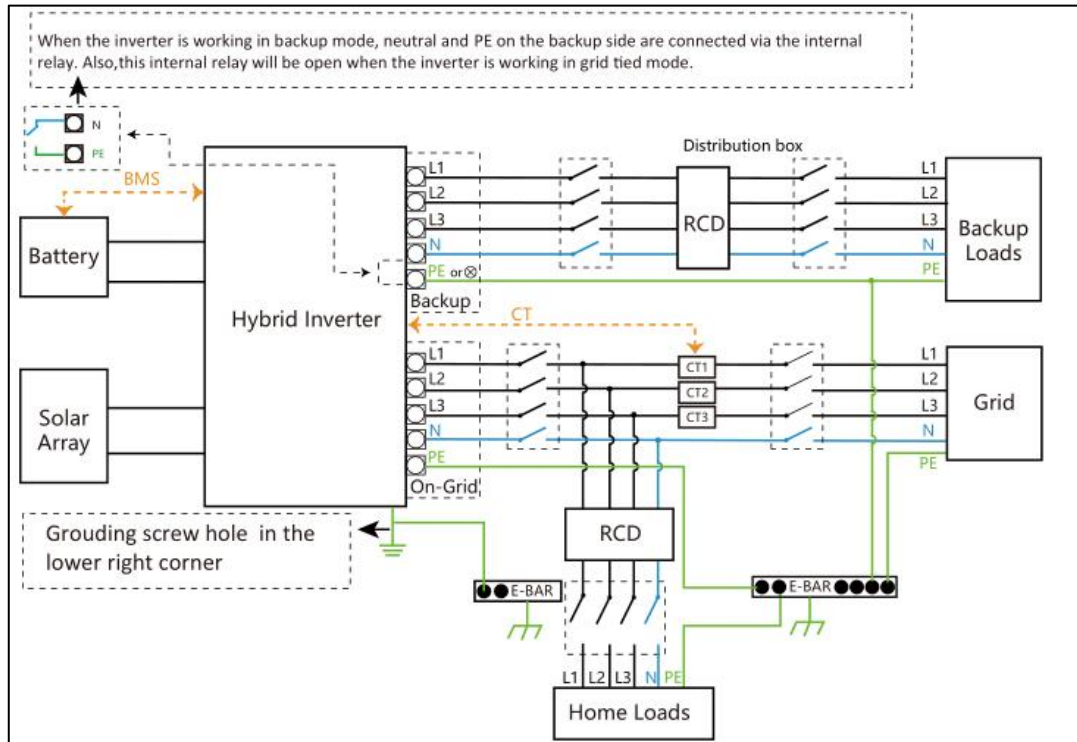 When the inverter is working in backup mode, neutral and PE on the backup side are connected via the internal
relay. Also,this internal relay will be open when the inverter is working in grid tied mode.
N
PE
BMS
Battery
Solar
Array
Hybrid Inverter
L1
L2
L3
N
PE or⊗
Backup
Distribution box
RCD
L1
L2
L3
N
PE
Backup
Loads
CT
L1
L2
L3
N
PE
On-Grid
CT1
CT2
CT3
L1
L2
L3
N
PE
Grid
Grouding screw hole in the
lower right corner
RCD
E-BAR
E-BAR
L1 L2 L3 N PE
Home Loads